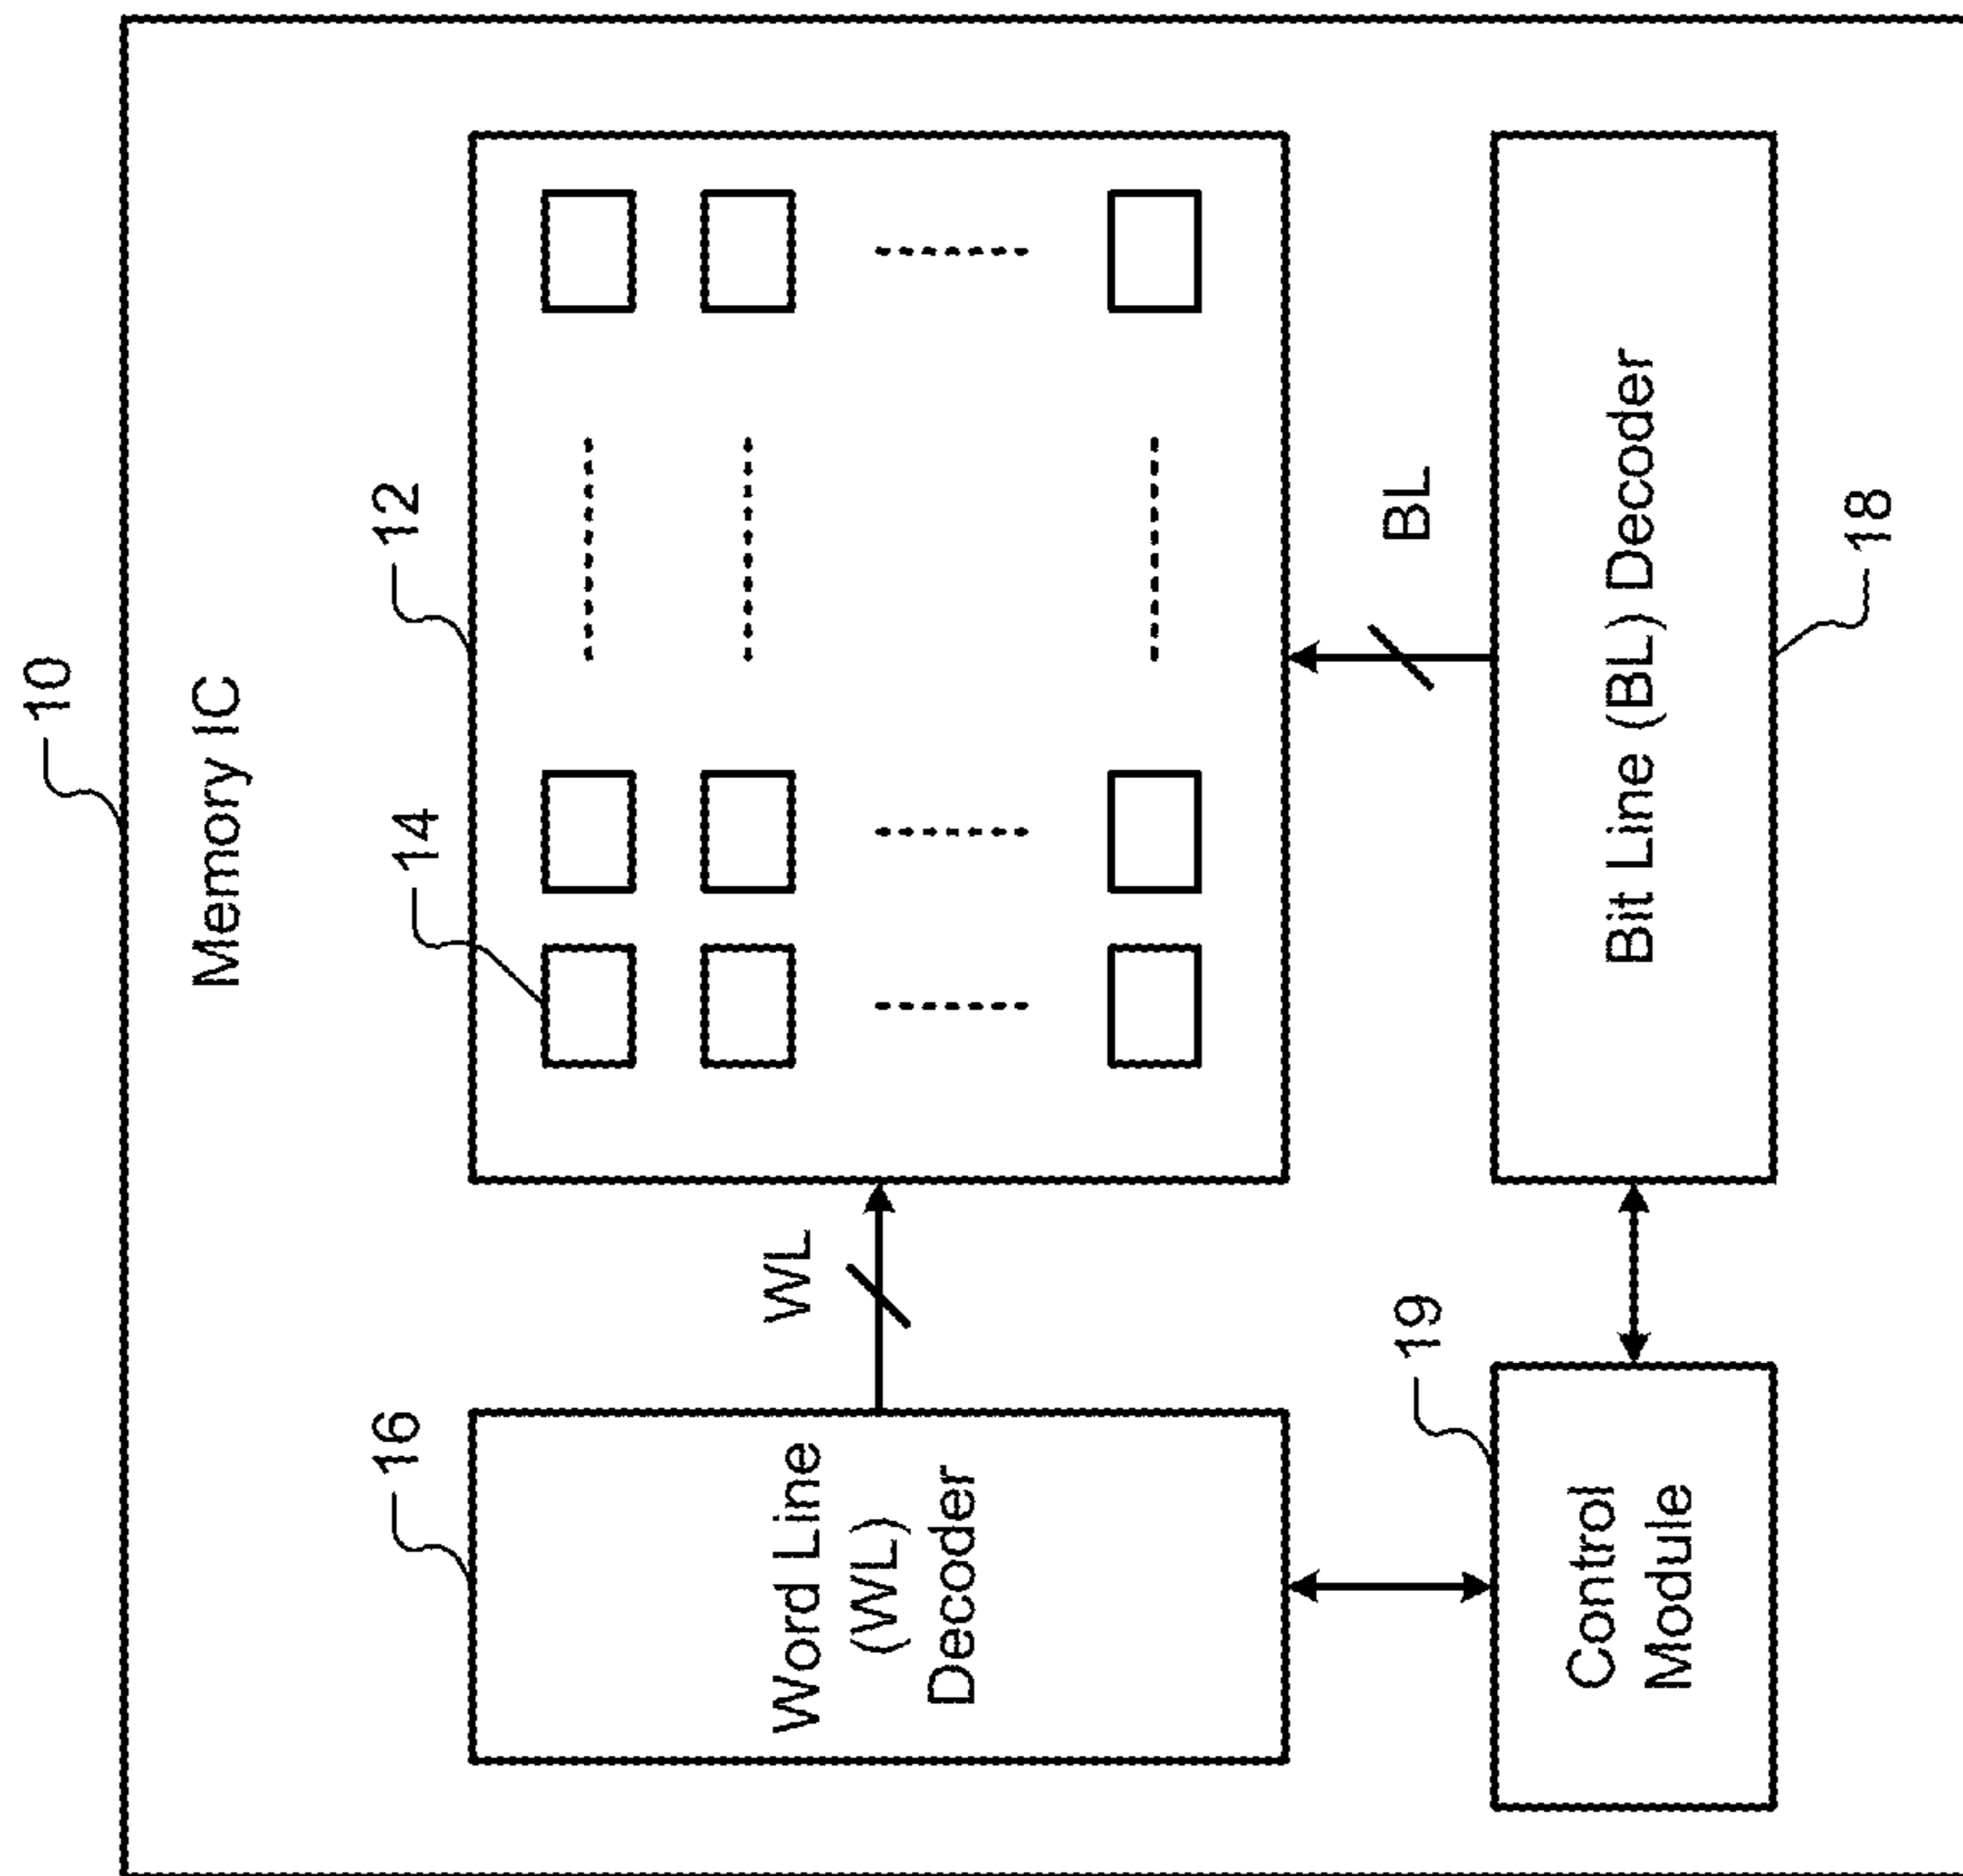 10
Memory IC
16
12
14
Word Line
(WL)
Decoder
WL
BL
19
Control
Module
Bit Line (BL) Decoder
18